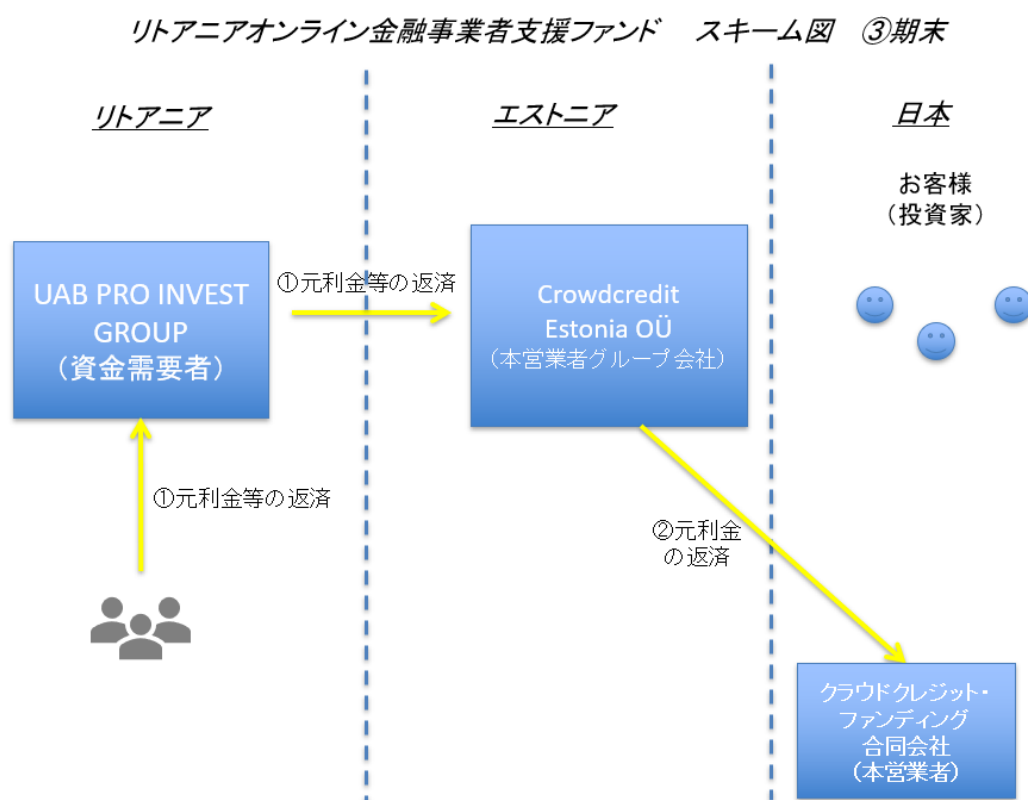 リトアニアオンライン金融事業者支援ファンド　スキーム図　③期末
リトアニア
エストニア
日本
お客様
（投資家）
UAB PRO INVEST
GROUP
（資金需要者）
①元利金等の返済
Crowdcredit
Estonia OÜ
（本営業者グループ会社）
①元利金等の返済
②元利金
の返済
クラウドクレジット・
ファンディング
合同会社
（本営業者）